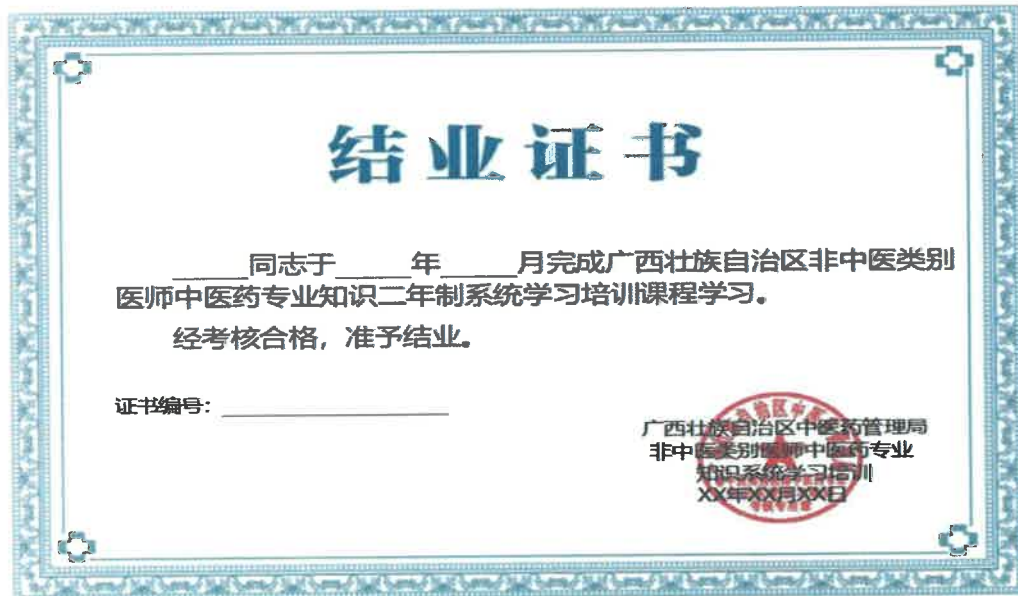 结业证书
______同志于______年______月完成广西壮族自治区非中医类别
医师中医药专业知识二年制系统学习培训课程学习。
经考核合格，准予结业。
证书编号：__________________
广西壮族自治区中医药管理局
非中医类别医师中医药专业
知识系统学习培训
XX年XX月XX日